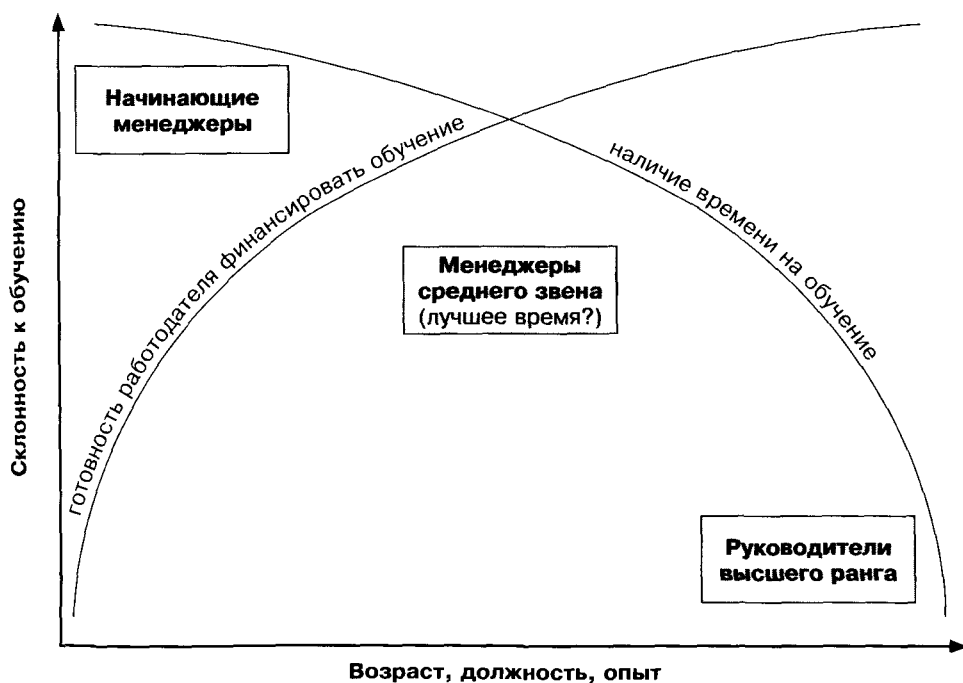 Начинающие
менеджеры
готовность работодателя финансировать обучение
наличие времени на обучение
Менеджеры
среднего звена
(лучшее время?)
Руководители
высшего ранга
Склонность к обучению
Возраст, должность, опыт